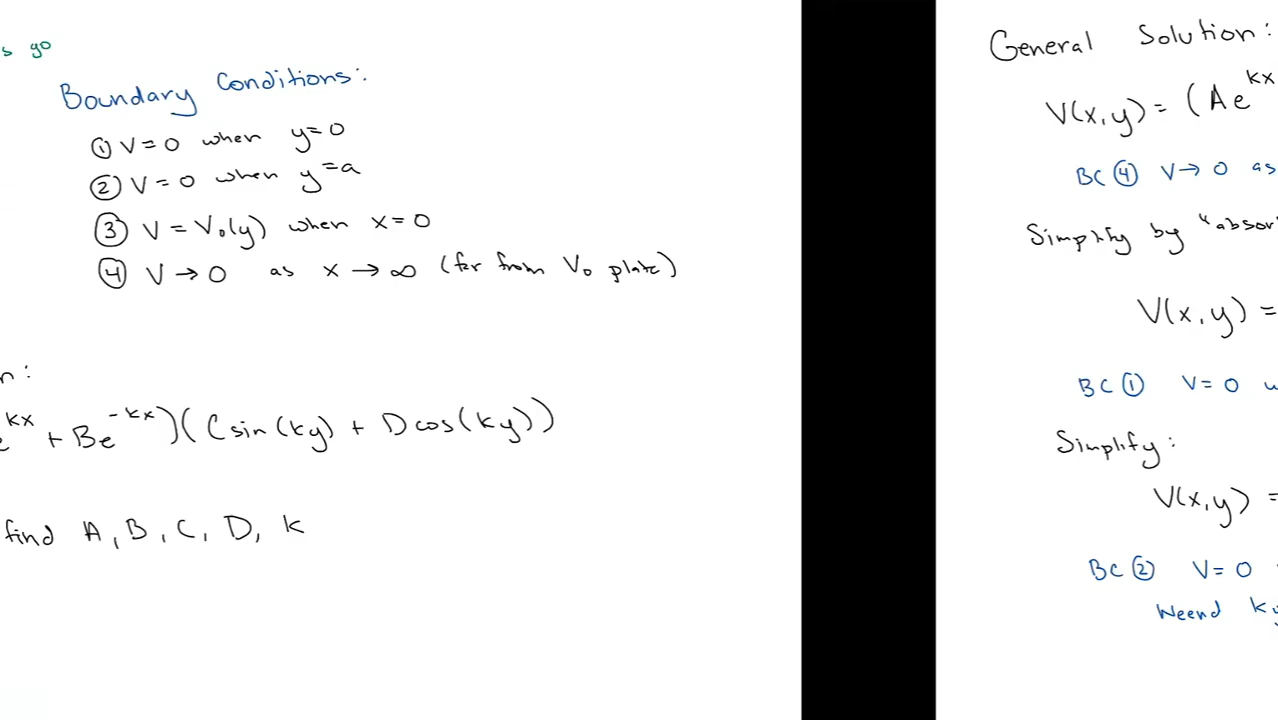 s go
Boundary Conditions:
① V = 0 when y = 0
② V = 0 when y = a
③ V = V₀(y) when x = 0
④ V → 0 as x → ∞ (far from V₀ plate)
n:
e^kx + Be^-kx)(C sin(ky) + D cos(ky))
find A, B, C, D, k
General Solution:
V(x,y) = (Ae^kx
BC ④ V → 0 as
Simplify by "absor
V(x,y) =
BC ① V = 0 w
Simplify:
V(x,y) =
BC ② V = 0
Weend ky